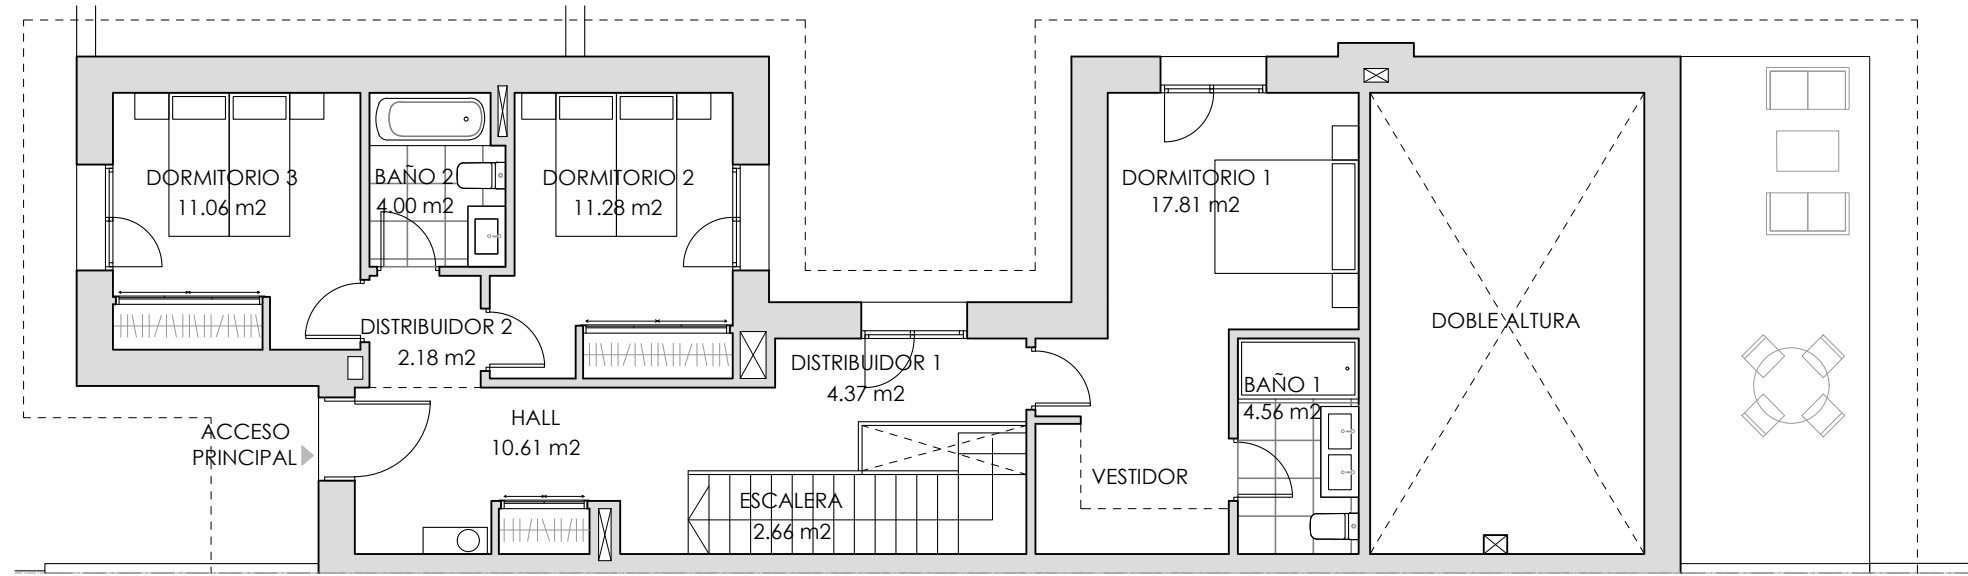 DORMITORIO 3
11.06 m2
BAÑO 2
4.00 m2
DORMITORIO 2
11.28 m2
DORMITORIO 1
17.81 m2
DISTRIBUIDOR 2
2.18 m2
DISTRIBUIDOR 1
4.37 m2
DOBLE ALTURA
BAÑO 1
4.56 m2
HALL
10.61 m2
ACCESO
PRINCIPAL
VESTIDOR
ESCALERA
2.66 m2